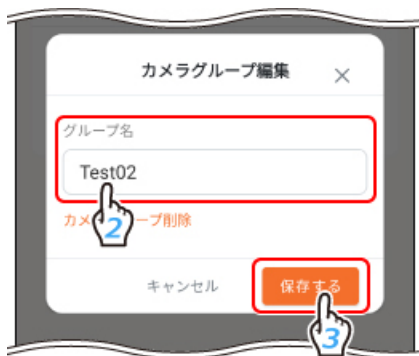 カメラグループ編集 ×
グループ名
Test02
カメ ープ削除
2
キャンセル 保存する
3